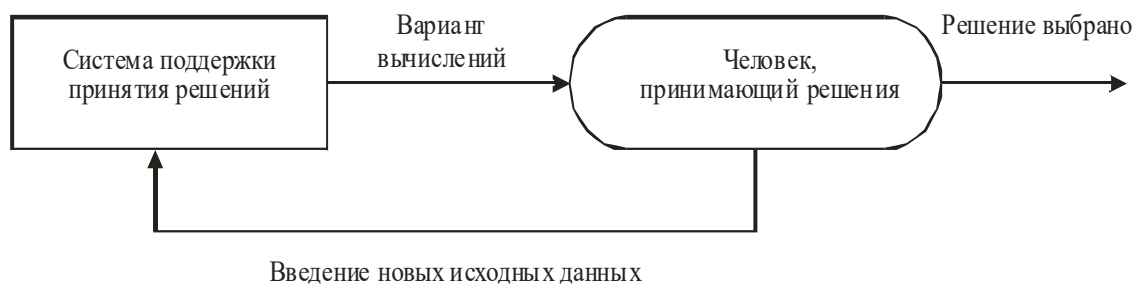 Система поддержки
принятия решений
Вариант
вычислений
Человек,
принимающий решения
Решение выбрано
Введение новых исходных данных